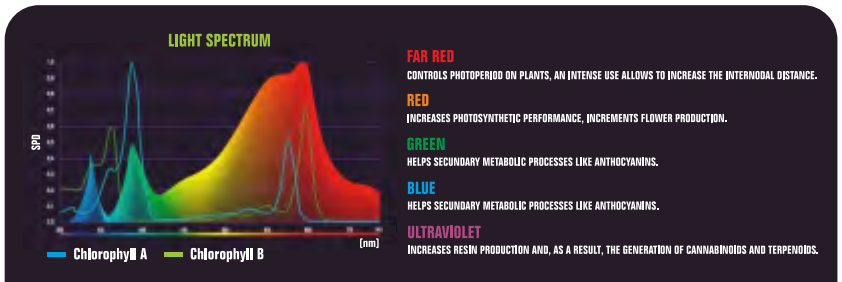 LIGHT SPECTRUM
SPD
[nm]
Chlorophyll A
Chlorophyll B
FAR RED
CONTROLS PHOTOPERIOD ON PLANTS, AN INTENSE USE ALLOWS TO INCREASE THE INTERNODAL DISTANCE.
RED
INCREASES PHOTOSYNTHETIC PERFORMANCE, INCREMENTS FLOWER PRODUCTION.
GREEN
HELPS SECUNDARY METABOLIC PROCESSES LIKE ANTHOCYANINS.
BLUE
HELPS SECUNDARY METABOLIC PROCESSES LIKE ANTHOCYANINS.
ULTRAVIOLET
INCREASES RESIN PRODUCTION AND, AS A RESULT, THE GENERATION OF CANNABINOIDS AND TERPENOIDS.